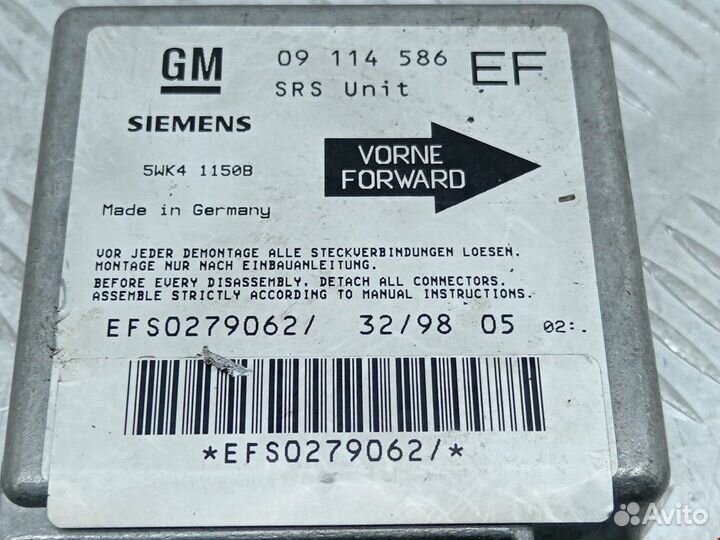 GM 09 114 586 EF
SRS Unit
SIEMENS
5WK4 1150B
VORNE
FORWARD
Made in Germany
VOR JEDER DEMONTAGE ALLE STECKVERBINDUNGEN LOESEN.
MONTAGE NUR NACH EINBAUANLEITUNG.
BEFORE EVERY DISASSEMBLY, DETACH ALL CONNECTORS.
ASSEMBLE STRICTLY ACCORDING TO MANUAL INSTRUCTIONS.
EFS0279062/ 32/98 05 02:.
*EFS0279062/*
Avito